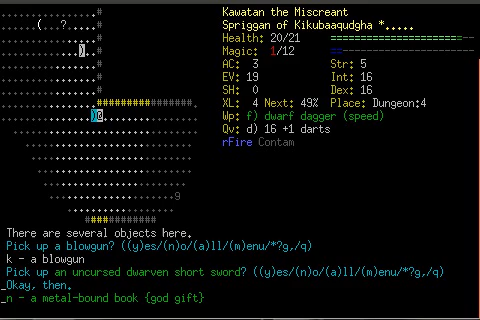 Kawatan the Miscreant
Spriggan of Kikubaaqudgha *.....
Health: 20/21
Magic: 1/12
AC: 3 Str: 5
EV: 19 Int: 16
SH: 0 Dex: 16
XL: 4 Next: 49% Place: Dungeon:4
Wp: f) dwarf dagger (speed)
Qv: d) 16 +1 darts
rFire Contam
There are several objects here.
Pick up a blowgun? ((y)es/(n)o/(a)ll/(m)enu/*?g,/q)
k - a blowgun
Pick up an uncursed dwarven short sword? ((y)es/(n)o/(a)ll/(m)enu/*?g,/q)
_Okay, then.
_n - a metal-bound book {god gift}